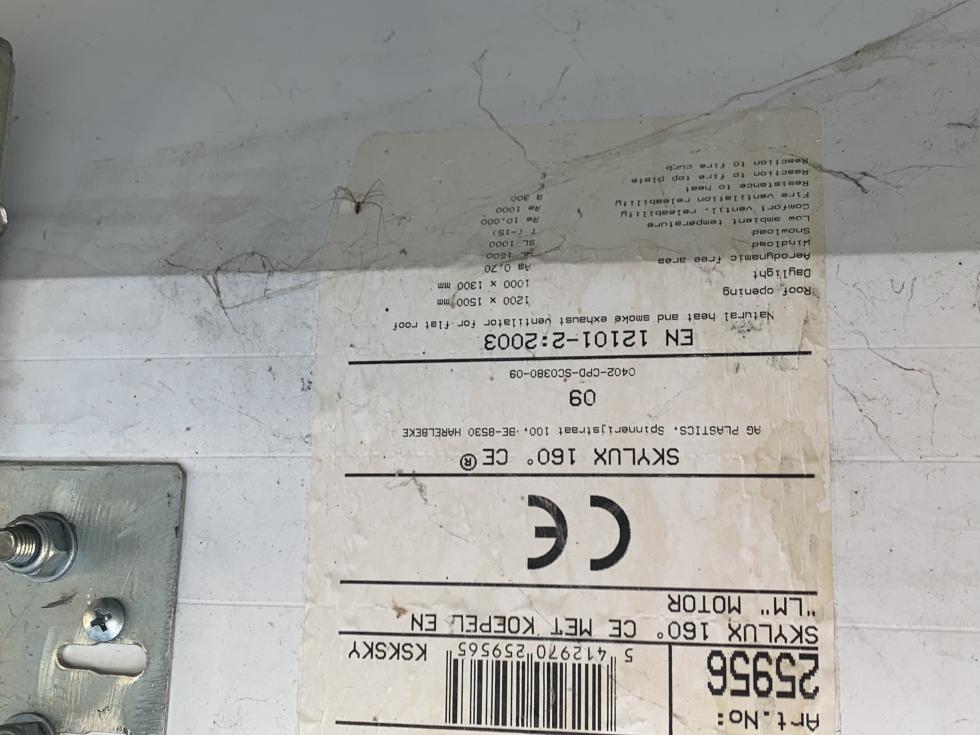 Art.No:
25956
5 412970 259565 KSKSKY
SKYLUX 160° CE MET KOEPEL EN
"LM" MOTOR
CE
SKYLUX 160° CE ®
AG PLASTICS, Spinnerijstraat 100, BE-8530 HARELBEKE
09
0402-CPD-SC0380-09
EN 12101-2:2003
Natural heat and smoke exhaust ventilator for flat roof
Roof opening 1200 x 1500 mm
Daylight 1000 x 1300 mm
Aerodynamic free area Aa 0,70
Windload WL 1500
Snowload SL 1000
Low ambient temperature T (-15)
Comfort ventil. releability Re 10,000
Fire ventilation releability Re 1000
Resistance to heat B 300
Reaction to fire top plate E
Reaction to fire curb E